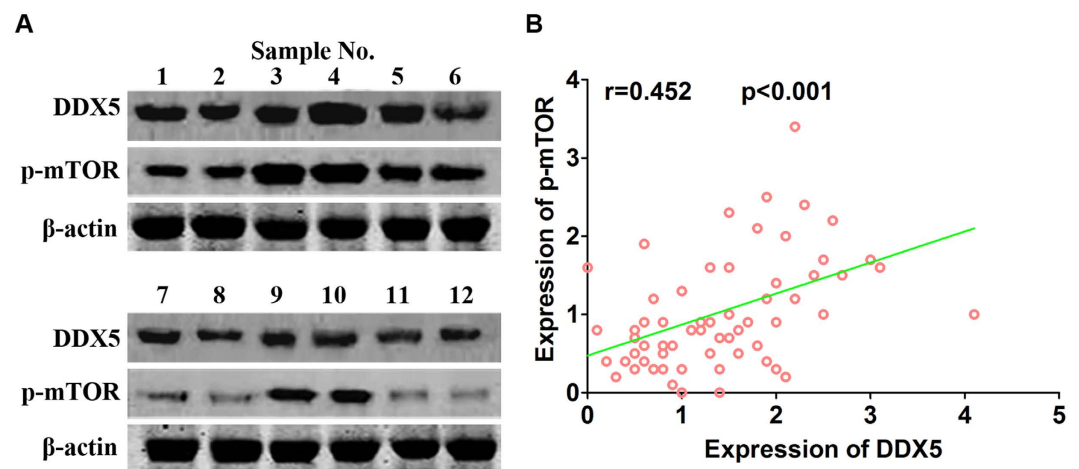 A
Sample No.
1 2 3 4 5 6
DDX5
p-mTOR
β-actin
7 8 9 10 11 12
DDX5
p-mTOR
β-actin
B
r=0.452 p<0.001
Expression of p-mTOR
4
3
2
1
0
0 1 2 3 4 5
Expression of DDX5